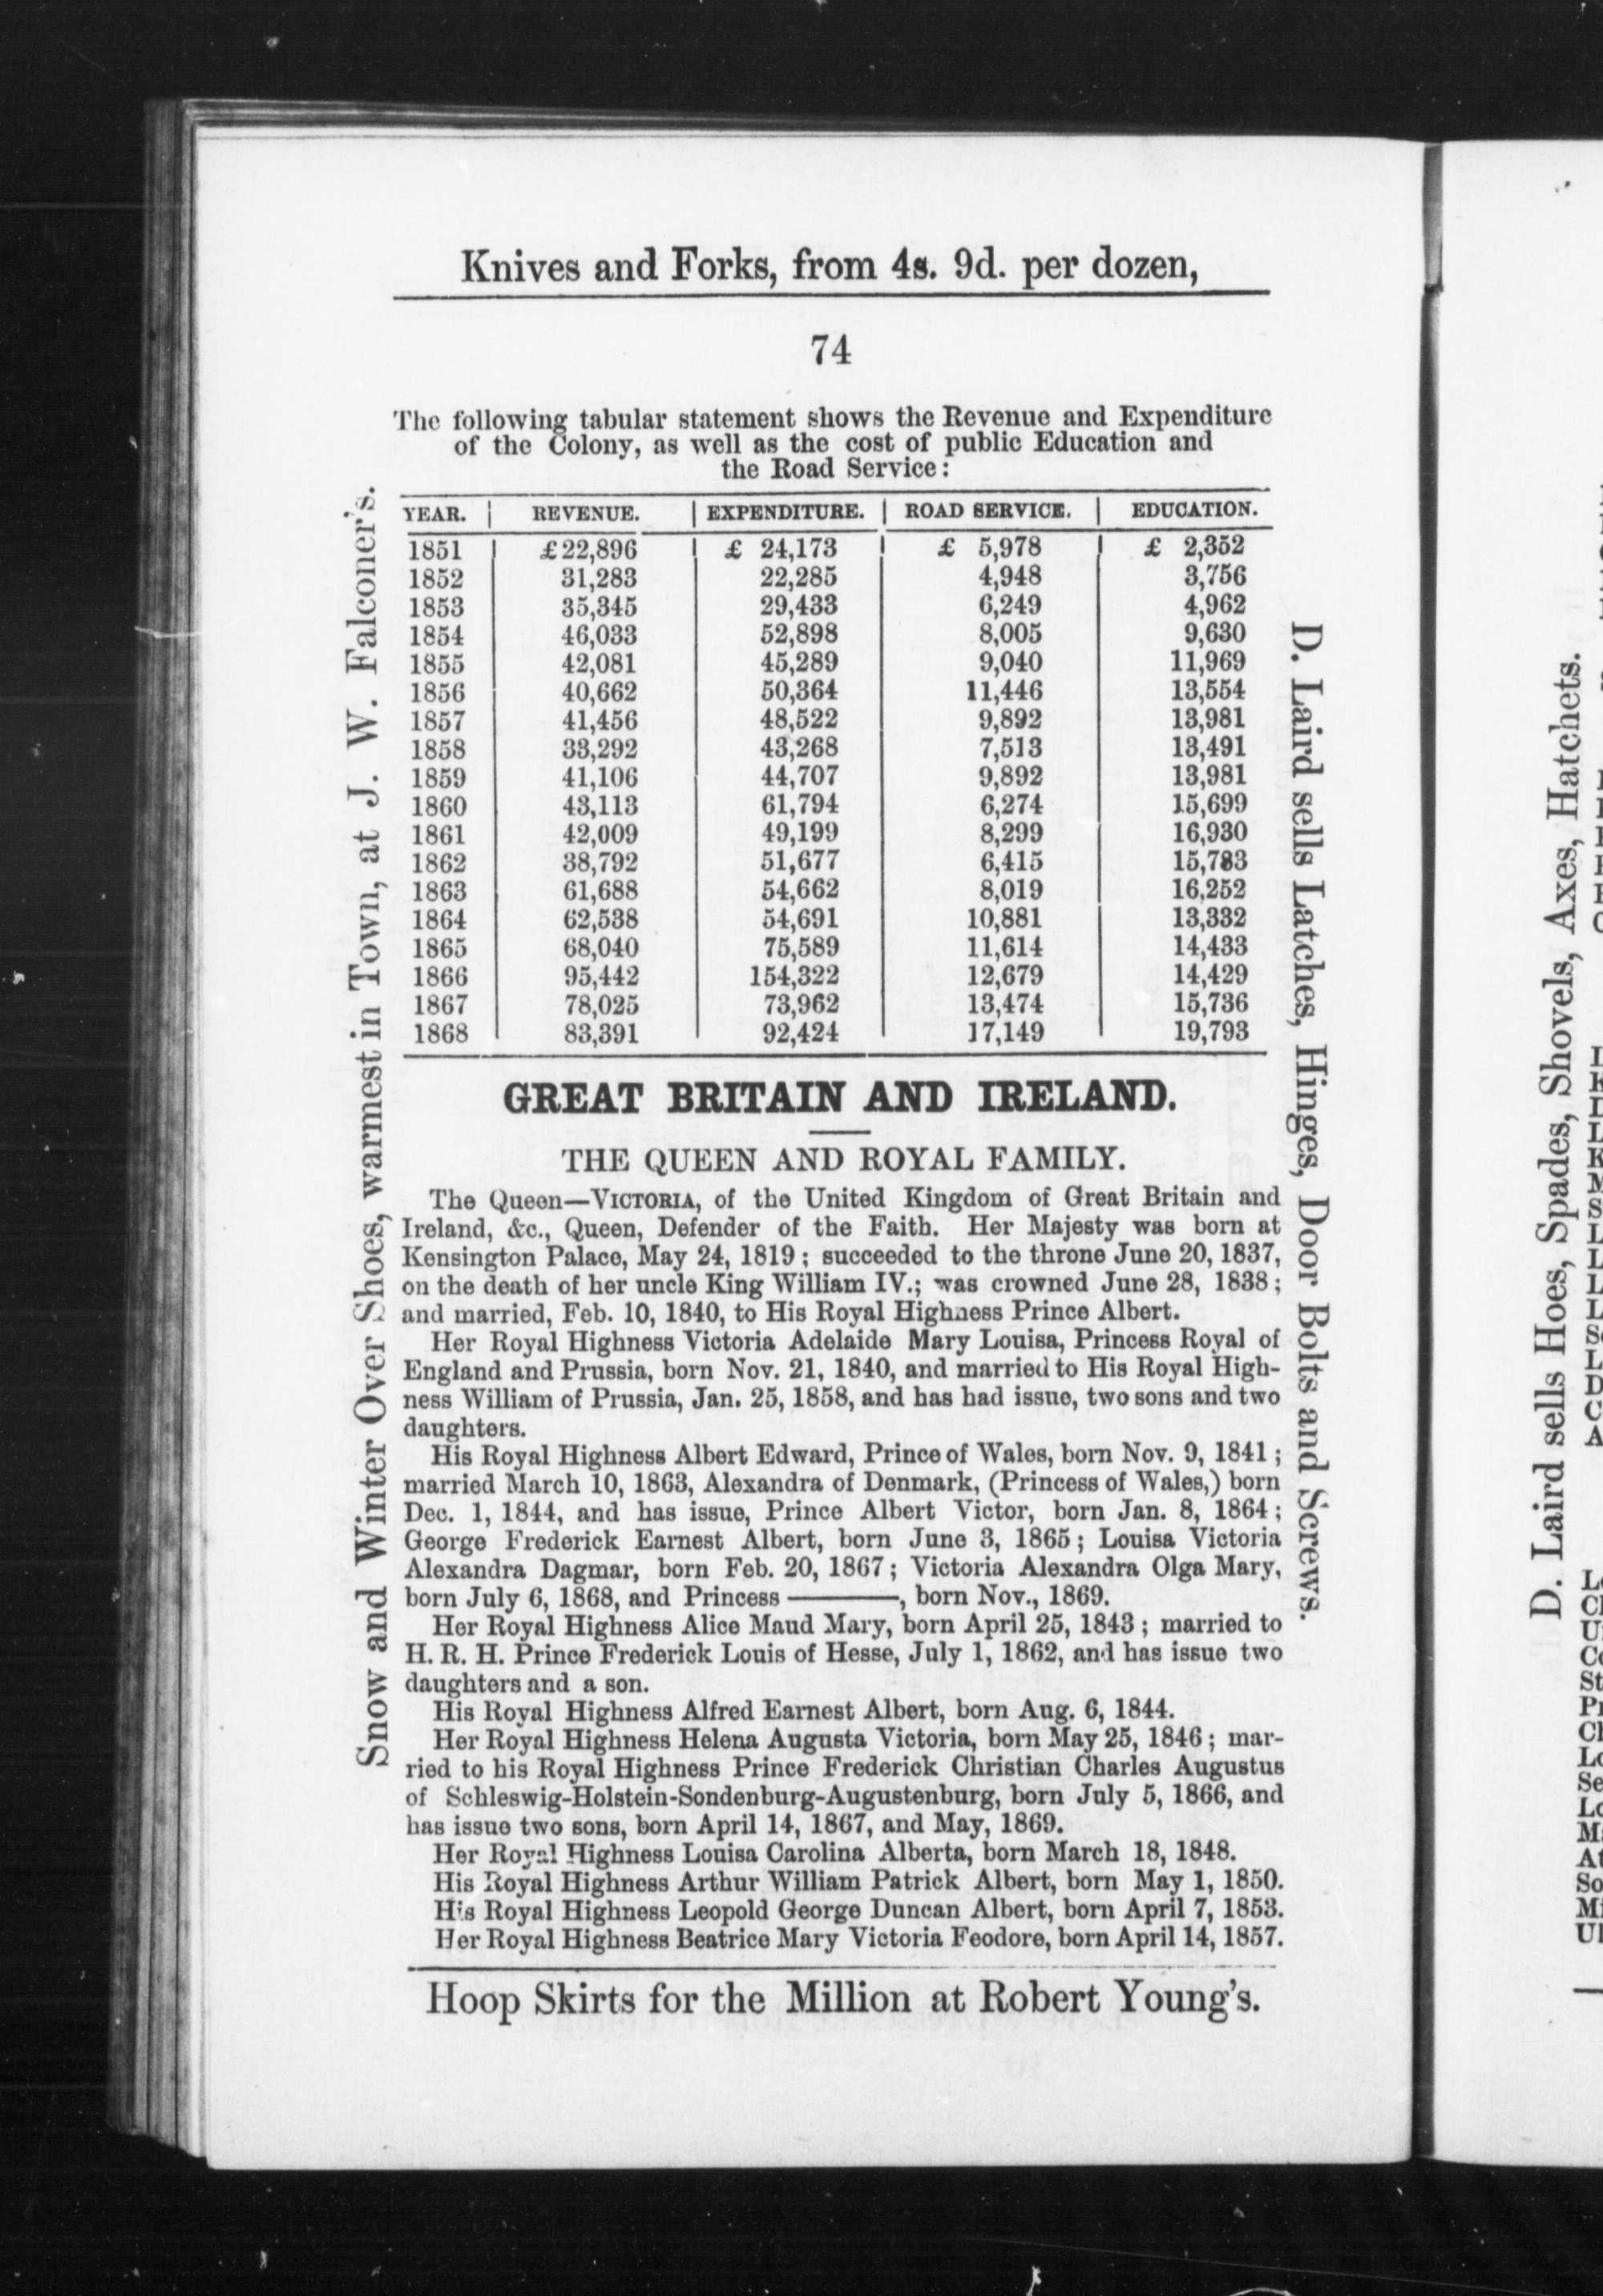 Knives and Forks, from 4s. 9d. per dozen,
74
The following tabular statement shows the Revenue and Expenditure
of the Colony, as well as the cost of public Education and
the Road Service:
YEAR. | REVENUE. | EXPENDITURE. | ROAD SERVICE. | EDUCATION.
1851 | £22,896 | £ 24,173 | £ 5,978 | £ 2,352
1852 31,283 22,285 4,948 3,756
1853 35,345 29,433 6,249 4,962
1854 46,033 52,898 8,005 9,630
1855 42,081 45,289 9,040 11,969
1856 40,662 50,364 11,446 13,554
1857 41,456 48,522 9,892 13,981
1858 33,292 43,268 7,513 13,491
1859 41,106 44,707 9,892 13,981
1860 43,113 61,794 6,274 15,699
1861 42,009 49,199 8,299 16,930
1862 38,792 51,677 6,415 15,783
1863 61,688 54,662 8,019 16,252
1864 62,538 54,691 10,881 13,332
1865 68,040 75,589 11,614 14,433
1866 95,442 154,322 12,679 14,429
1867 78,025 73,962 13,474 15,736
1868 83,391 92,424 17,149 19,793
GREAT BRITAIN AND IRELAND.
THE QUEEN AND ROYAL FAMILY.
The Queen—VICTORIA, of the United Kingdom of Great Britain and
Ireland, &c., Queen, Defender of the Faith. Her Majesty was born at
Kensington Palace, May 24, 1819; succeeded to the throne June 20, 1837,
on the death of her uncle King William IV.; was crowned June 28, 1838;
and married, Feb. 10, 1840, to His Royal Highness Prince Albert.
Her Royal Highness Victoria Adelaide Mary Louisa, Princess Royal of
England and Prussia, born Nov. 21, 1840, and married to His Royal High-
ness William of Prussia, Jan. 25, 1858, and has had issue, two sons and two
daughters.
His Royal Highness Albert Edward, Prince of Wales, born Nov. 9, 1841;
married March 10, 1863, Alexandra of Denmark, (Princess of Wales,) born
Dec. 1, 1844, and has issue, Prince Albert Victor, born Jan. 8, 1864;
George Frederick Earnest Albert, born June 3, 1865; Louisa Victoria
Alexandra Dagmar, born Feb. 20, 1867; Victoria Alexandra Olga Mary,
born July 6, 1868, and Princess ———, born Nov., 1869.
Her Royal Highness Alice Maud Mary, born April 25, 1843; married to
H. R. H. Prince Frederick Louis of Hesse, July 1, 1862, and has issue two
daughters and a son.
His Royal Highness Alfred Earnest Albert, born Aug. 6, 1844.
Her Royal Highness Helena Augusta Victoria, born May 25, 1846; mar-
ried to his Royal Highness Prince Frederick Christian Charles Augustus
of Schleswig-Holstein-Sondenburg-Augustenburg, born July 5, 1866, and
has issue two sons, born April 14, 1867, and May, 1869.
Her Royal Highness Louisa Carolina Alberta, born March 18, 1848.
His Royal Highness Arthur William Patrick Albert, born May 1, 1850.
His Royal Highness Leopold George Duncan Albert, born April 7, 1853.
Her Royal Highness Beatrice Mary Victoria Feodore, born April 14, 1857.
Hoop Skirts for the Million at Robert Young's.
Snow and Winter Over Shoes, warmest in Town, at J. W. Falconer's.
D. Laird sells Latches, Hinges, Door Bolts and Screws.
D. Laird sells Hoes, Spades, Shovels, Axes, Hatchets.